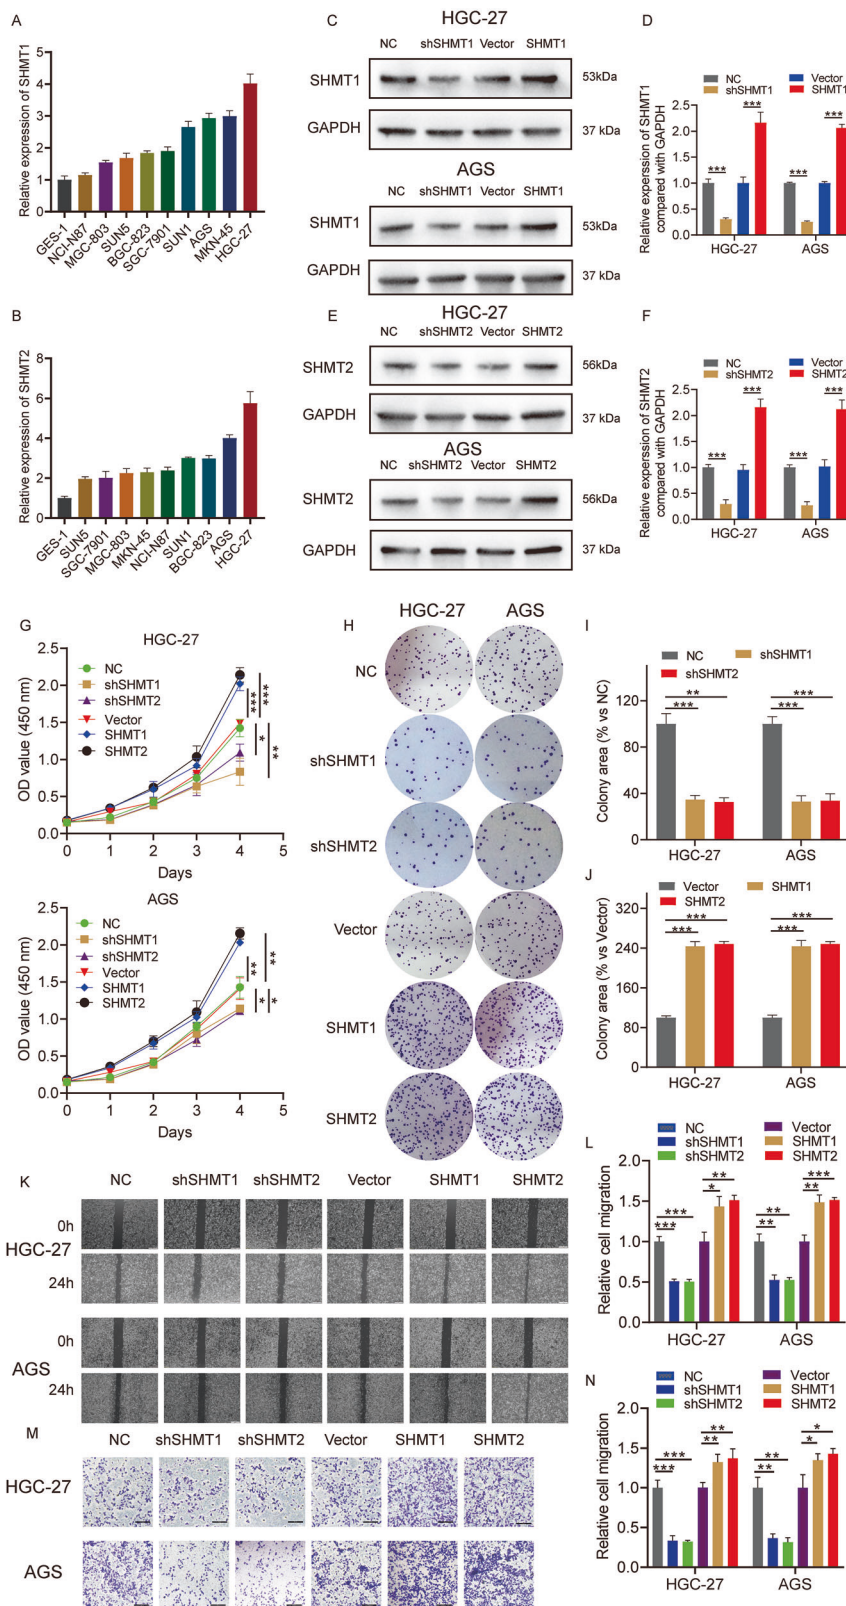 A
Relative expression of SHMT1
5
4
3
2
1
0
GES-1
NCI-N87
MGC-803
SUN5
BGC-823
SGC-7901
SUN1
AGS
MKN-45
HGC-27
C
HGC-27
NC shSHMT1 Vector SHMT1
SHMT1
53kDa
GAPDH
37 kDa
AGS
NC shSHMT1 Vector SHMT1
SHMT1
53kDa
GAPDH
37 kDa
D
NC
Vector
shSHMT1
SHMT1
Relative experssion of SHMT1
compared with GAPDH
2.5
2.0
1.5
1.0
0.5
0.0
***
***
***
***
HGC-27
AGS
B
Relative expression of SHMT2
8
6
4
2
0
GES-1
SUN5
SGC-7901
MGC-803
MKN-45
NCI-N87
SUN1
BGC-823
AGS
HGC-27
E
HGC-27
NC shSHMT2 Vector SHMT2
SHMT2
56kDa
GAPDH
37 kDa
AGS
NC shSHMT2 Vector SHMT2
SHMT2
56kDa
GAPDH
37 kDa
F
NC
Vector
shSHMT2
SHMT2
Relative experssion of SHMT2
compared with GAPDH
2.5
2.0
1.5
1.0
0.5
0.0
***
***
***
***
HGC-27
AGS
G
HGC-27
OD value (450 nm)
2.5
2.0
1.5
1.0
0.5
0.0
NC
shSHMT1
shSHMT2
Vector
SHMT1
SHMT2
***
***
*
**
0 1 2 3 4 5
Days
AGS
OD value (450 nm)
2.5
2.0
1.5
1.0
0.5
0.0
NC
shSHMT1
shSHMT2
Vector
SHMT1
SHMT2
**
**
*
*
0 1 2 3 4 5
Days
H
HGC-27 AGS
NC
shSHMT1
shSHMT2
Vector
SHMT1
SHMT2
I
NC
shSHMT1
shSHMT2
Colony area (% vs NC)
120
80
40
0
**
***
***
***
HGC-27
AGS
J
Vector
SHMT1
SHMT2
Colony area (% vs Vector)
320
240
160
80
0
***
***
***
***
HGC-27
AGS
K
NC shSHMT1 shSHMT2 Vector SHMT1 SHMT2
0h
HGC-27
24h
0h
AGS
24h
L
NC
Vector
shSHMT1
SHMT1
shSHMT2
SHMT2
Relative cell migration
2.0
1.5
1.0
0.5
0.0
***
***
**
*
**
**
***
**
HGC-27
AGS
M
NC shSHMT1 shSHMT2 Vector SHMT1 SHMT2
HGC-27
AGS
N
NC
Vector
shSHMT1
SHMT1
shSHMT2
SHMT2
Relative cell migration
2.0
1.5
1.0
0.5
0.0
***
***
**
**
**
**
*
*
HGC-27
AGS